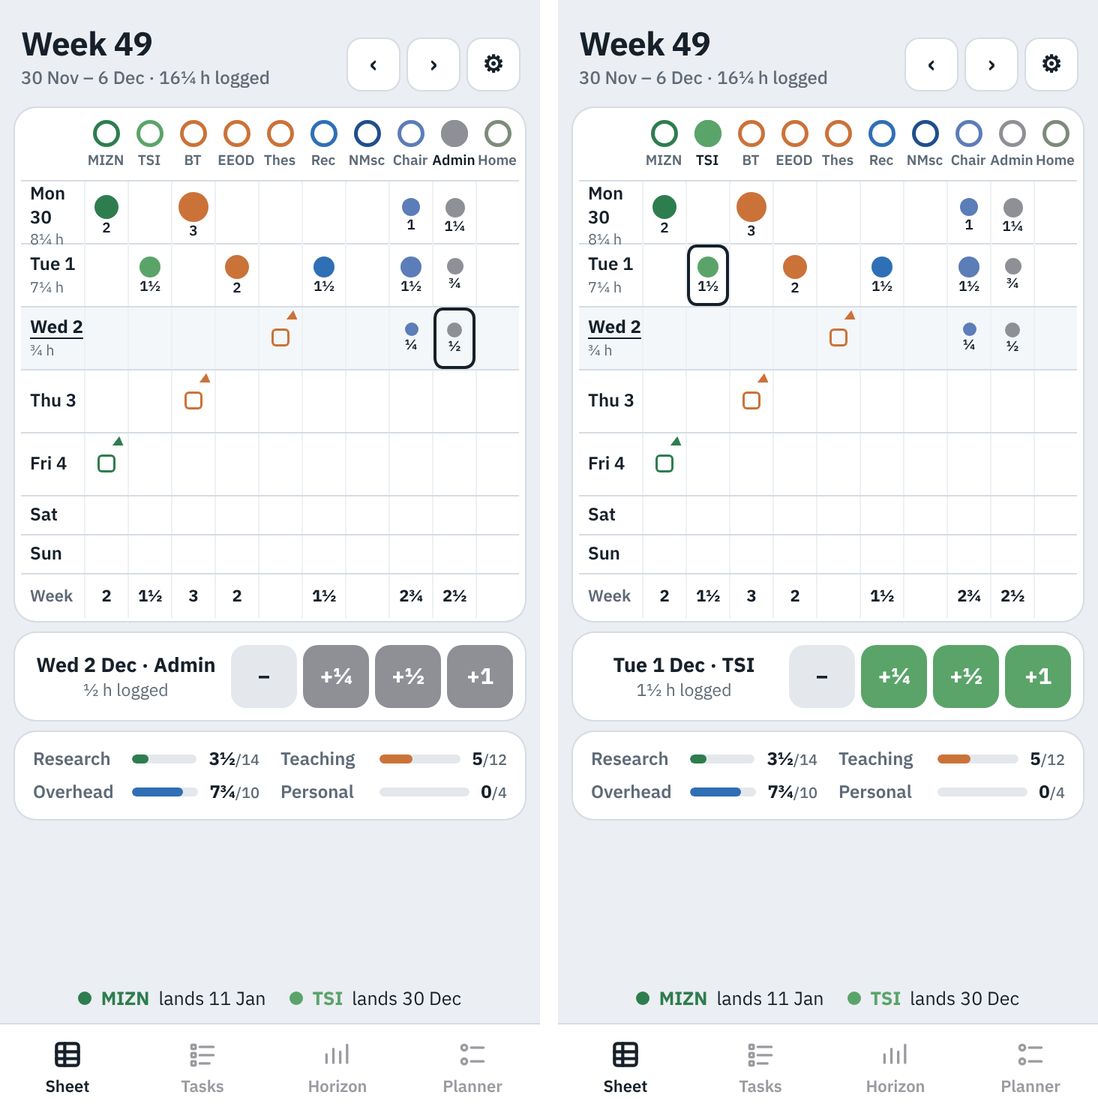 Week 49
30 Nov – 6 Dec · 16¼ h logged
‹ ›
MIZN TSI BT EEOD Thes Rec NMsc Chair Admin Home
Mon 30
8¼ h
2 3 1 1¼
Tue 1
7¼ h
1½ 2 1½ 1½ ¾
Wed 2
¾ h
¼ ½
Thu 3
Fri 4
Sat
Sun
Week 2 1½ 3 2 1½ 2¾ 2½
Wed 2 Dec · Admin
½ h logged
– +¼ +½ +1
Research 3½/14 Teaching 5/12
Overhead 7¾/10 Personal 0/4
MIZN lands 11 Jan TSI lands 30 Dec
Sheet Tasks Horizon Planner
Week 49
30 Nov – 6 Dec · 16¼ h logged
‹ ›
MIZN TSI BT EEOD Thes Rec NMsc Chair Admin Home
Mon 30
8¼ h
2 3 1 1¼
Tue 1
7¼ h
1½ 2 1½ 1½ ¾
Wed 2
¾ h
¼ ½
Thu 3
Fri 4
Sat
Sun
Week 2 1½ 3 2 1½ 2¾ 2½
Tue 1 Dec · TSI
1½ h logged
– +¼ +½ +1
Research 3½/14 Teaching 5/12
Overhead 7¾/10 Personal 0/4
MIZN lands 11 Jan TSI lands 30 Dec
Sheet Tasks Horizon Planner